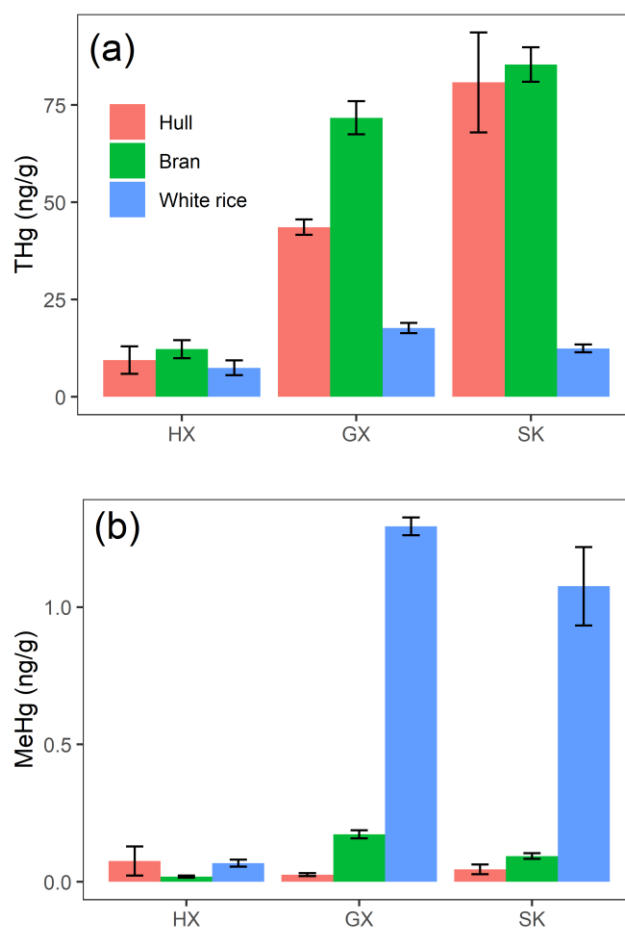 (a)
Hull
Bran
White rice
THg (ng/g)
75
50
25
0
HX GX SK
(b)
MeHg (ng/g)
1.0
0.5
0.0
HX GX SK